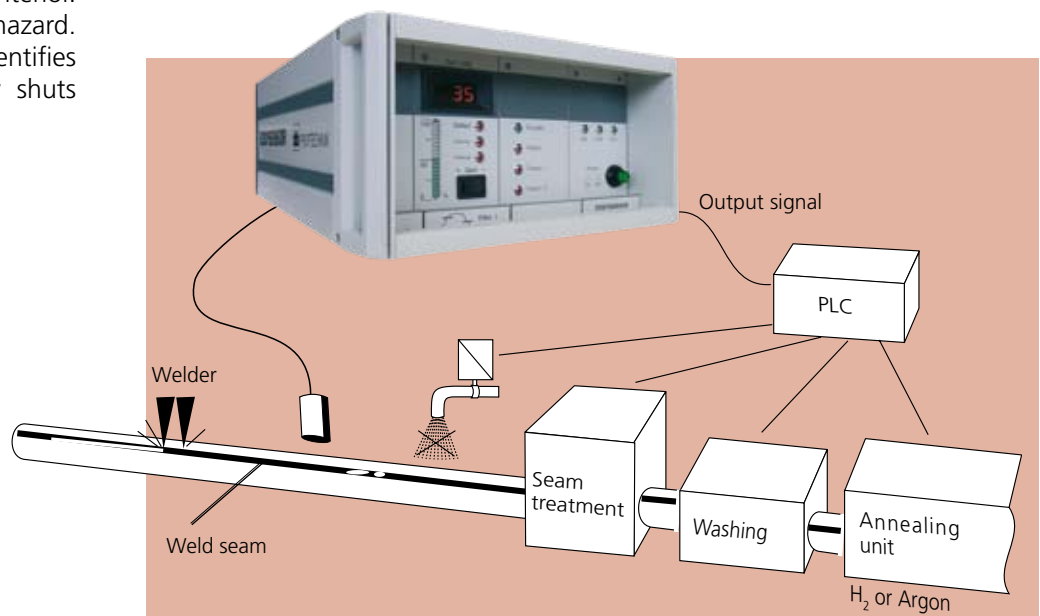 hazard.
entifies
shuts
35
Output signal
PLC
Welder
Seam
treatment
Washing
Annealing
unit
Weld seam
H₂ or Argon